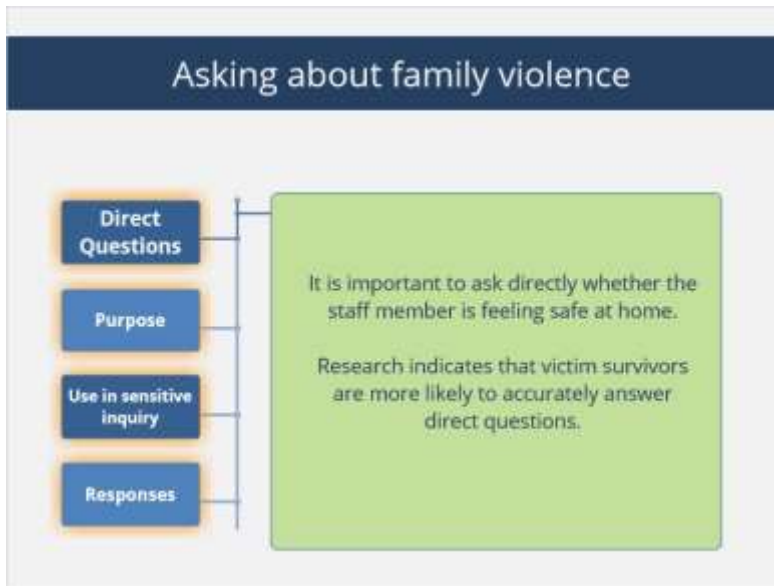 Asking about family violence
Direct
Questions
Purpose
Use in sensitive
inquiry
Responses
It is important to ask directly whether the
staff member is feeling safe at home.
Research indicates that victim survivors
are more likely to accurately answer
direct questions.